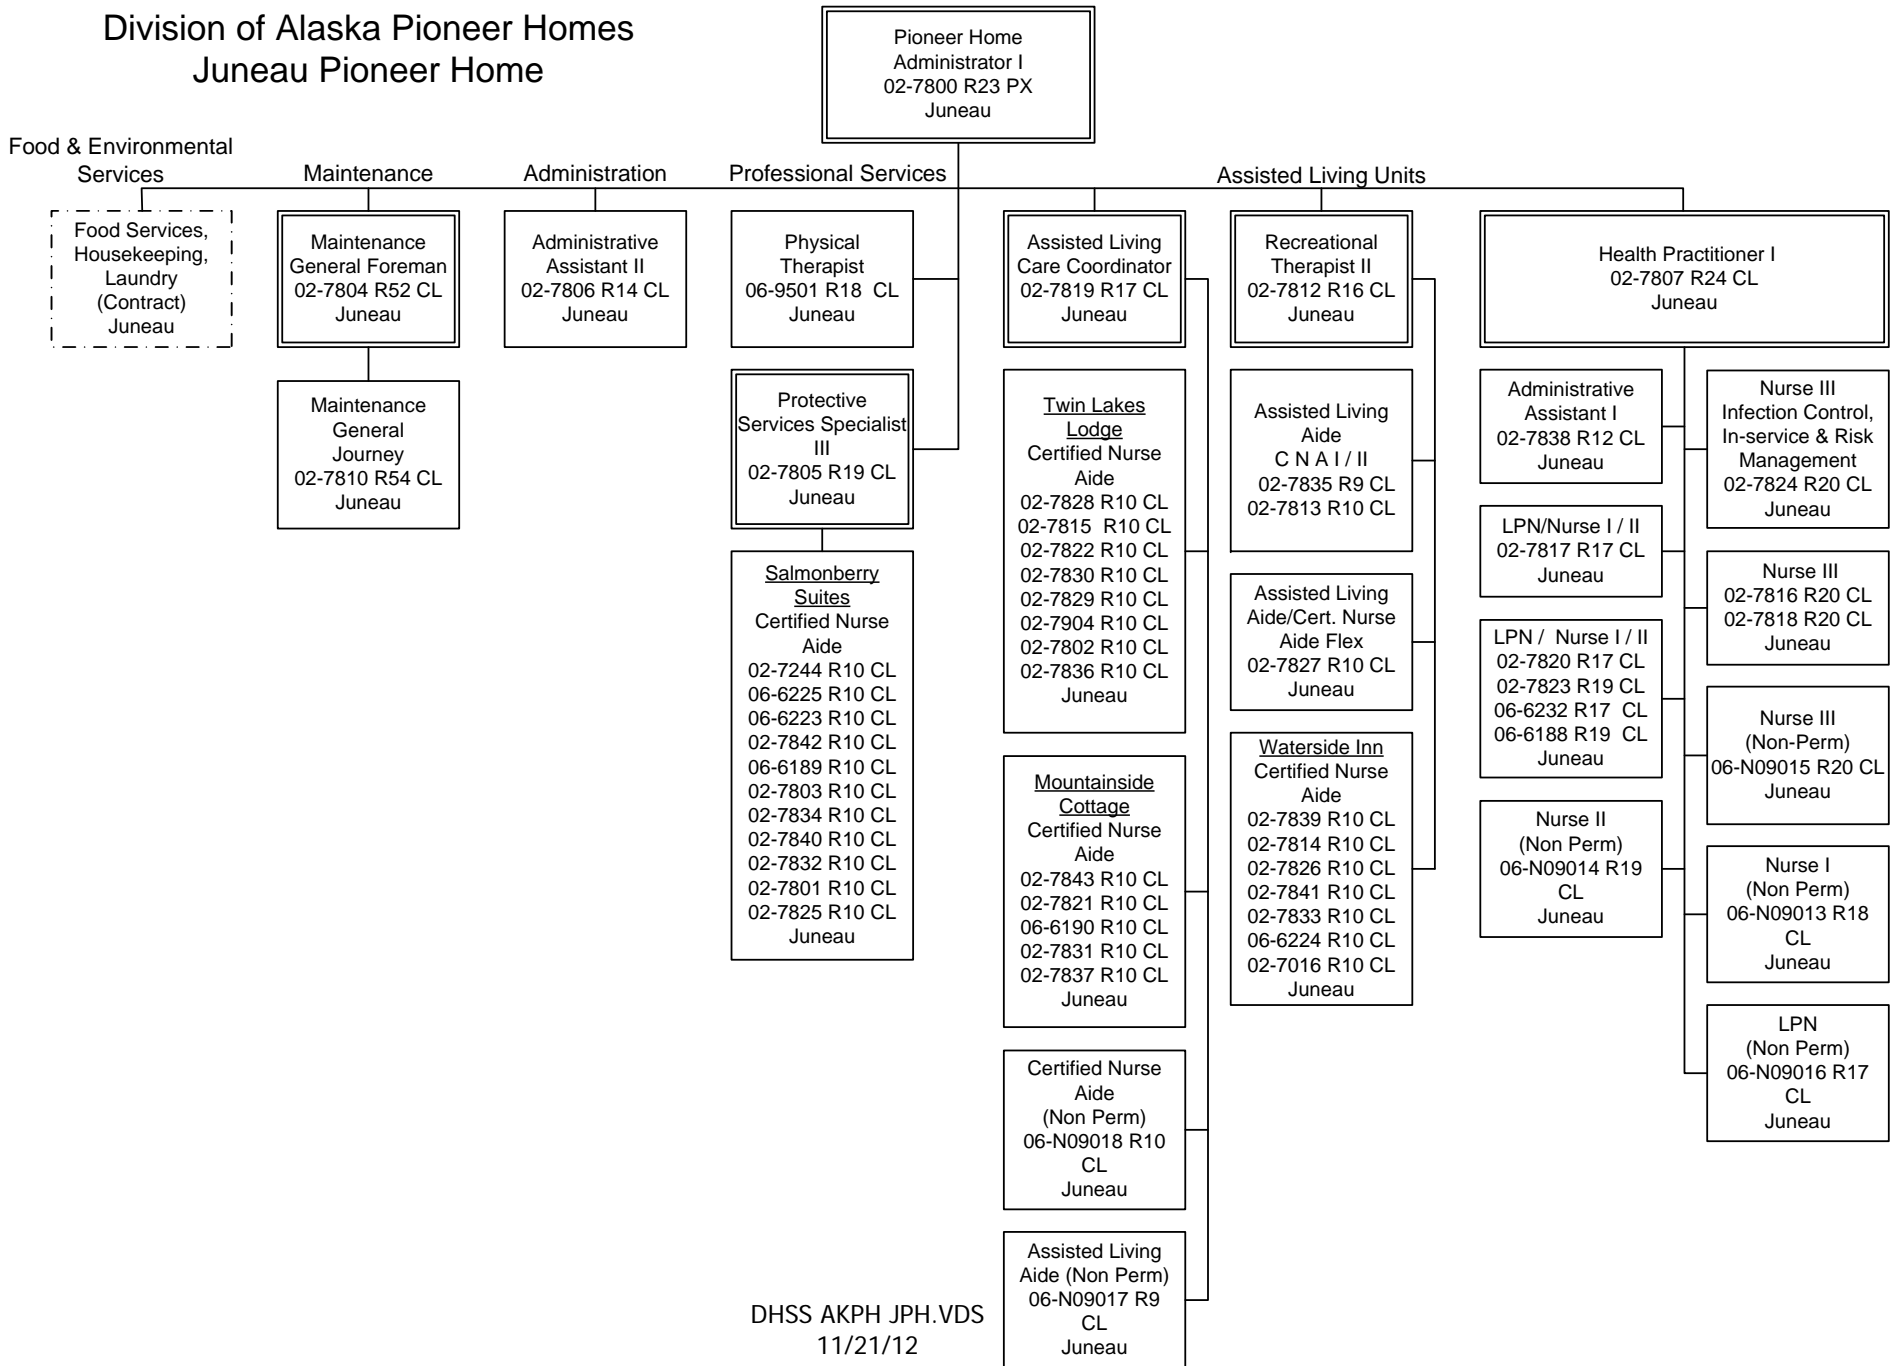 Division of Alaska Pioneer Homes
Juneau Pioneer Home
Pioneer Home
Administrator I
02-7800 R23 PX
Juneau
Food & Environmental
Services
Maintenance
Administration
Professional Services
Assisted Living Units
Food Services,
Housekeeping,
Laundry
(Contract)
Juneau
Maintenance
General Foreman
02-7804 R52 CL
Juneau
Maintenance
General
Journey
02-7810 R54 CL
Juneau
Administrative
Assistant II
02-7806 R14 CL
Juneau
Physical
Therapist
06-9501 R18  CL
Juneau
Protective
Services Specialist
III
02-7805 R19 CL
Juneau
Salmonberry
Suites
Certified Nurse
Aide
02-7244 R10 CL
06-6225 R10 CL
06-6223 R10 CL
02-7842 R10 CL
06-6189 R10 CL
02-7803 R10 CL
02-7834 R10 CL
02-7840 R10 CL
02-7832 R10 CL
02-7801 R10 CL
02-7825 R10 CL
Juneau
Assisted Living
Care Coordinator
02-7819 R17 CL
Juneau
Twin Lakes
Lodge
Certified Nurse
Aide
02-7828 R10 CL
02-7815  R10 CL
02-7822 R10 CL
02-7830 R10 CL
02-7829 R10 CL
02-7904 R10 CL
02-7802 R10 CL
02-7836 R10 CL
Juneau
Mountainside
Cottage
Certified Nurse
Aide
02-7843 R10 CL
02-7821 R10 CL
06-6190 R10 CL
02-7831 R10 CL
02-7837 R10 CL
Juneau
Certified Nurse
Aide
(Non Perm)
06-N09018 R10
CL
Juneau
Assisted Living
Aide (Non Perm)
06-N09017 R9
CL
Juneau
Recreational
Therapist II
02-7812 R16 CL
Juneau
Assisted Living
Aide
C N A I / II
02-7835 R9 CL
02-7813 R10 CL
Assisted Living
Aide/Cert. Nurse
Aide Flex
02-7827 R10 CL
Juneau
Waterside Inn
Certified Nurse
Aide
02-7839 R10 CL
02-7814 R10 CL
02-7826 R10 CL
02-7841 R10 CL
02-7833 R10 CL
06-6224 R10 CL
02-7016 R10 CL
Juneau
Health Practitioner I
02-7807 R24 CL
Juneau
Administrative
Assistant I
02-7838 R12 CL
Juneau
LPN/Nurse I / II
02-7817 R17 CL
Juneau
LPN /  Nurse I / II
02-7820 R17 CL
02-7823 R19 CL
06-6232 R17  CL
06-6188 R19  CL
Juneau
Nurse II
(Non Perm)
06-N09014 R19
CL
Juneau
Nurse III
Infection Control,
In-service & Risk
Management
02-7824 R20 CL
Juneau
Nurse III
02-7816 R20 CL
02-7818 R20 CL
Juneau
Nurse III
(Non-Perm)
06-N09015 R20 CL
Juneau
Nurse I
(Non Perm)
06-N09013 R18
CL
Juneau
LPN
(Non Perm)
06-N09016 R17
CL
Juneau
DHSS AKPH JPH.VDS
11/21/12